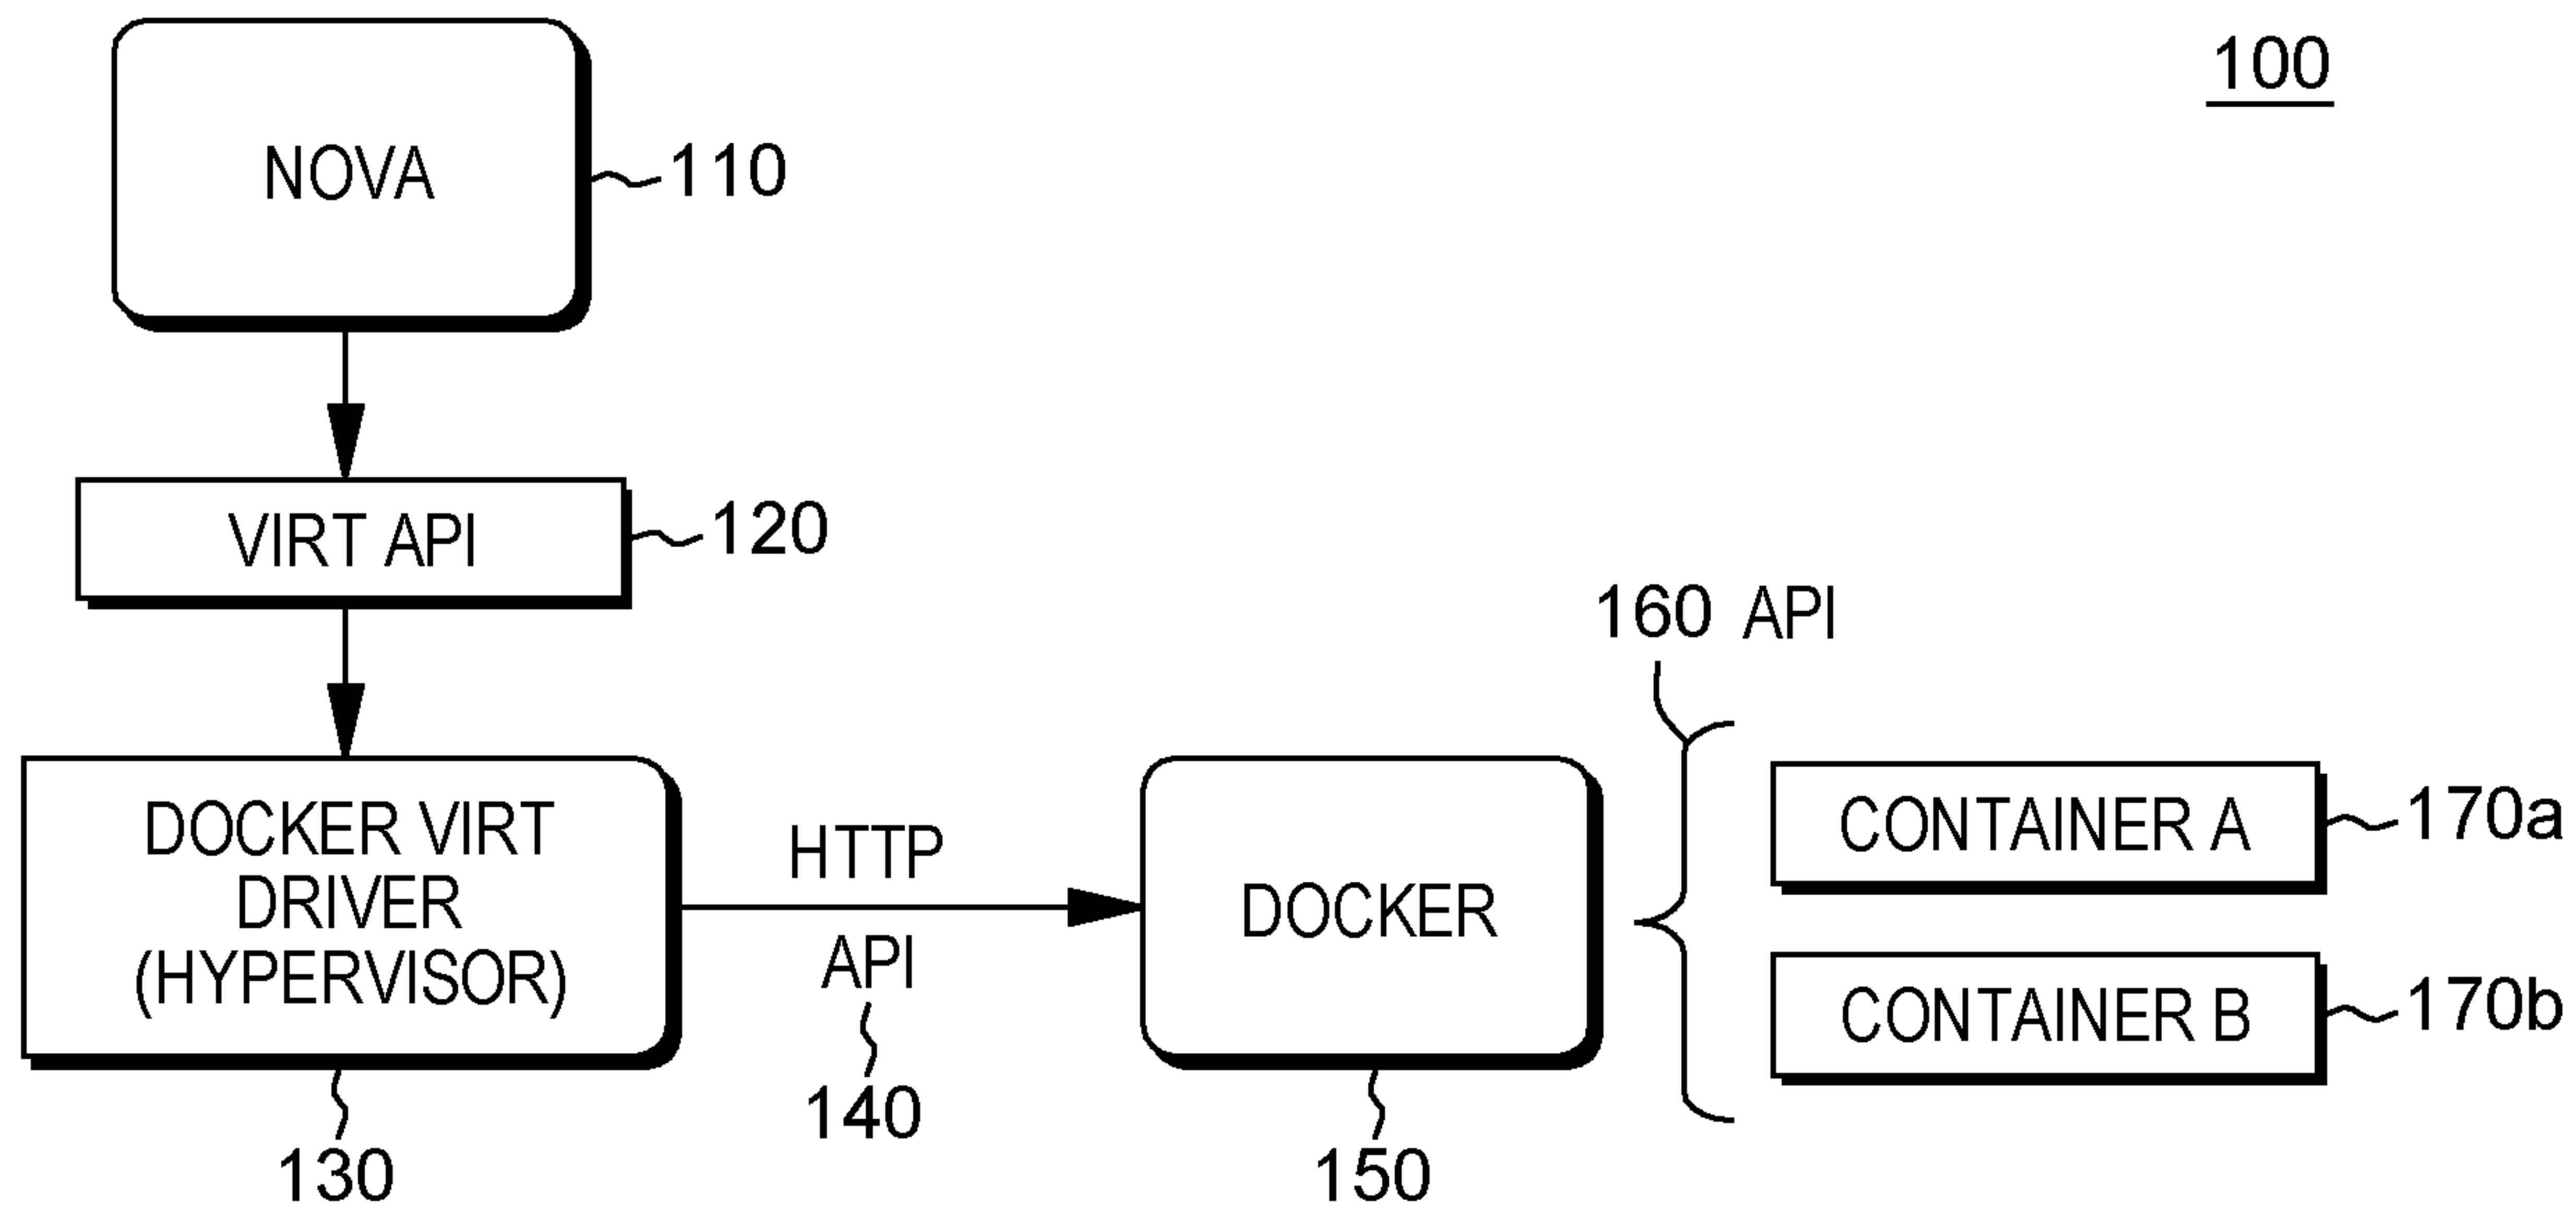 100
NOVA
110
VIRT API
120
160 API
DOCKER VIRT
DRIVER
(HYPERVISOR)
130
HTTP
API
140
DOCKER
150
CONTAINER A
170a
CONTAINER B
170b